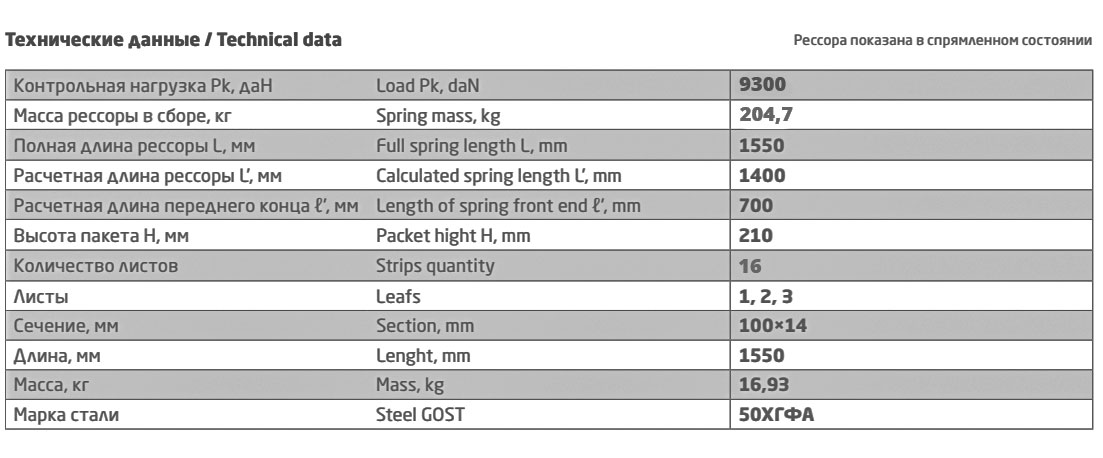 Технические данные / Technical data
Рессора показана в спрямленном состоянии
Контрольная нагрузка Pk, даН Load Pk, daN 9300
Масса рессоры в сборе, кг Spring mass, kg 204,7
Полная длина рессоры L, мм Full spring length L, mm 1550
Расчетная длина рессоры L', мм Calculated spring length L', mm 1400
Расчетная длина переднего конца ℓ', мм Length of spring front end ℓ', mm 700
Высота пакета H, мм Packet hight H, mm 210
Количество листов Strips quantity 16
Листы Leafs 1, 2, 3
Сечение, мм Section, mm 100×14
Длина, мм Lenght, mm 1550
Масса, кг Mass, kg 16,93
Марка стали Steel GOST 50ХГФА